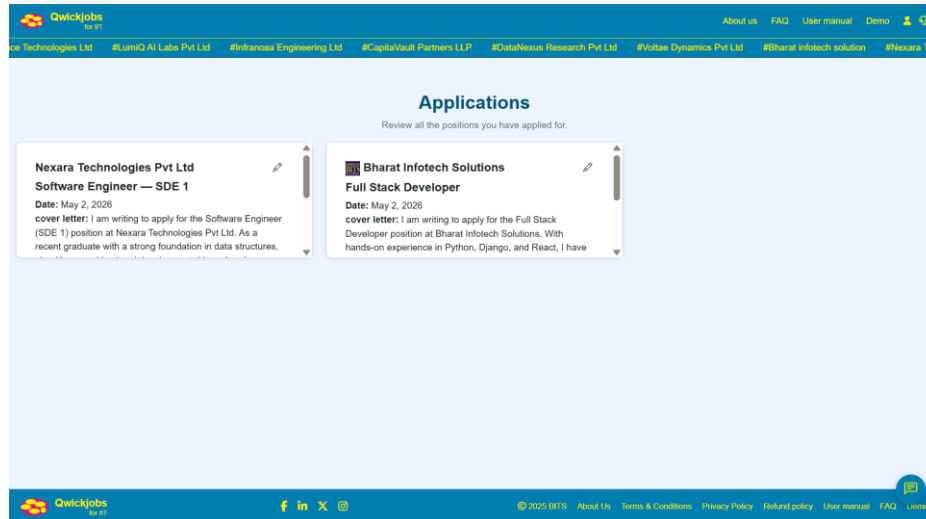 Qwickjobs
for IIT
About us FAQ User manual Demo
ce Technologies Ltd #LumiQ AI Labs Pvt Ltd #Infranoва Engineering Ltd #CapitaVault Partners LLP #DataNexus Research Pvt Ltd #Voltae Dynamics Pvt Ltd #Bharat infotech solution #Nexara
Applications
Review all the positions you have applied for.
Nexara Technologies Pvt Ltd
Software Engineer — SDE 1
Date: May 2, 2026
cover letter: I am writing to apply for the Software Engineer
(SDE 1) position at Nexara Technologies Pvt Ltd. As a
recent graduate with a strong foundation in data structures,
BITS Bharat Infotech Solutions
Full Stack Developer
Date: May 2, 2026
cover letter: I am writing to apply for the Full Stack
Developer position at Bharat Infotech Solutions. With
hands-on experience in Python, Django, and React, I have
Qwickjobs
for IIT
© 2025 BITS About Us Terms & Conditions Privacy Policy Refund policy User manual FAQ Demo